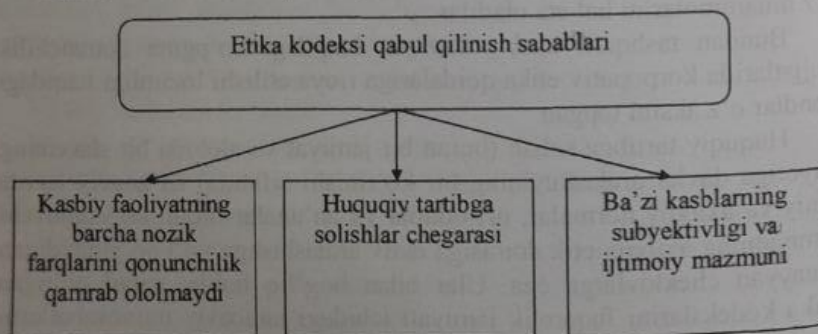 Etika kodeksi qabul qilinish sabablari
Kasbiy faoliyatning
barcha nozik
farqlarini qonunchilik
qamrab ololmaydi
Huquqiy tartibga
solishlar chegarasi
Ba'zi kasblarning
subyektivligi va
ijtimoiy mazmuni